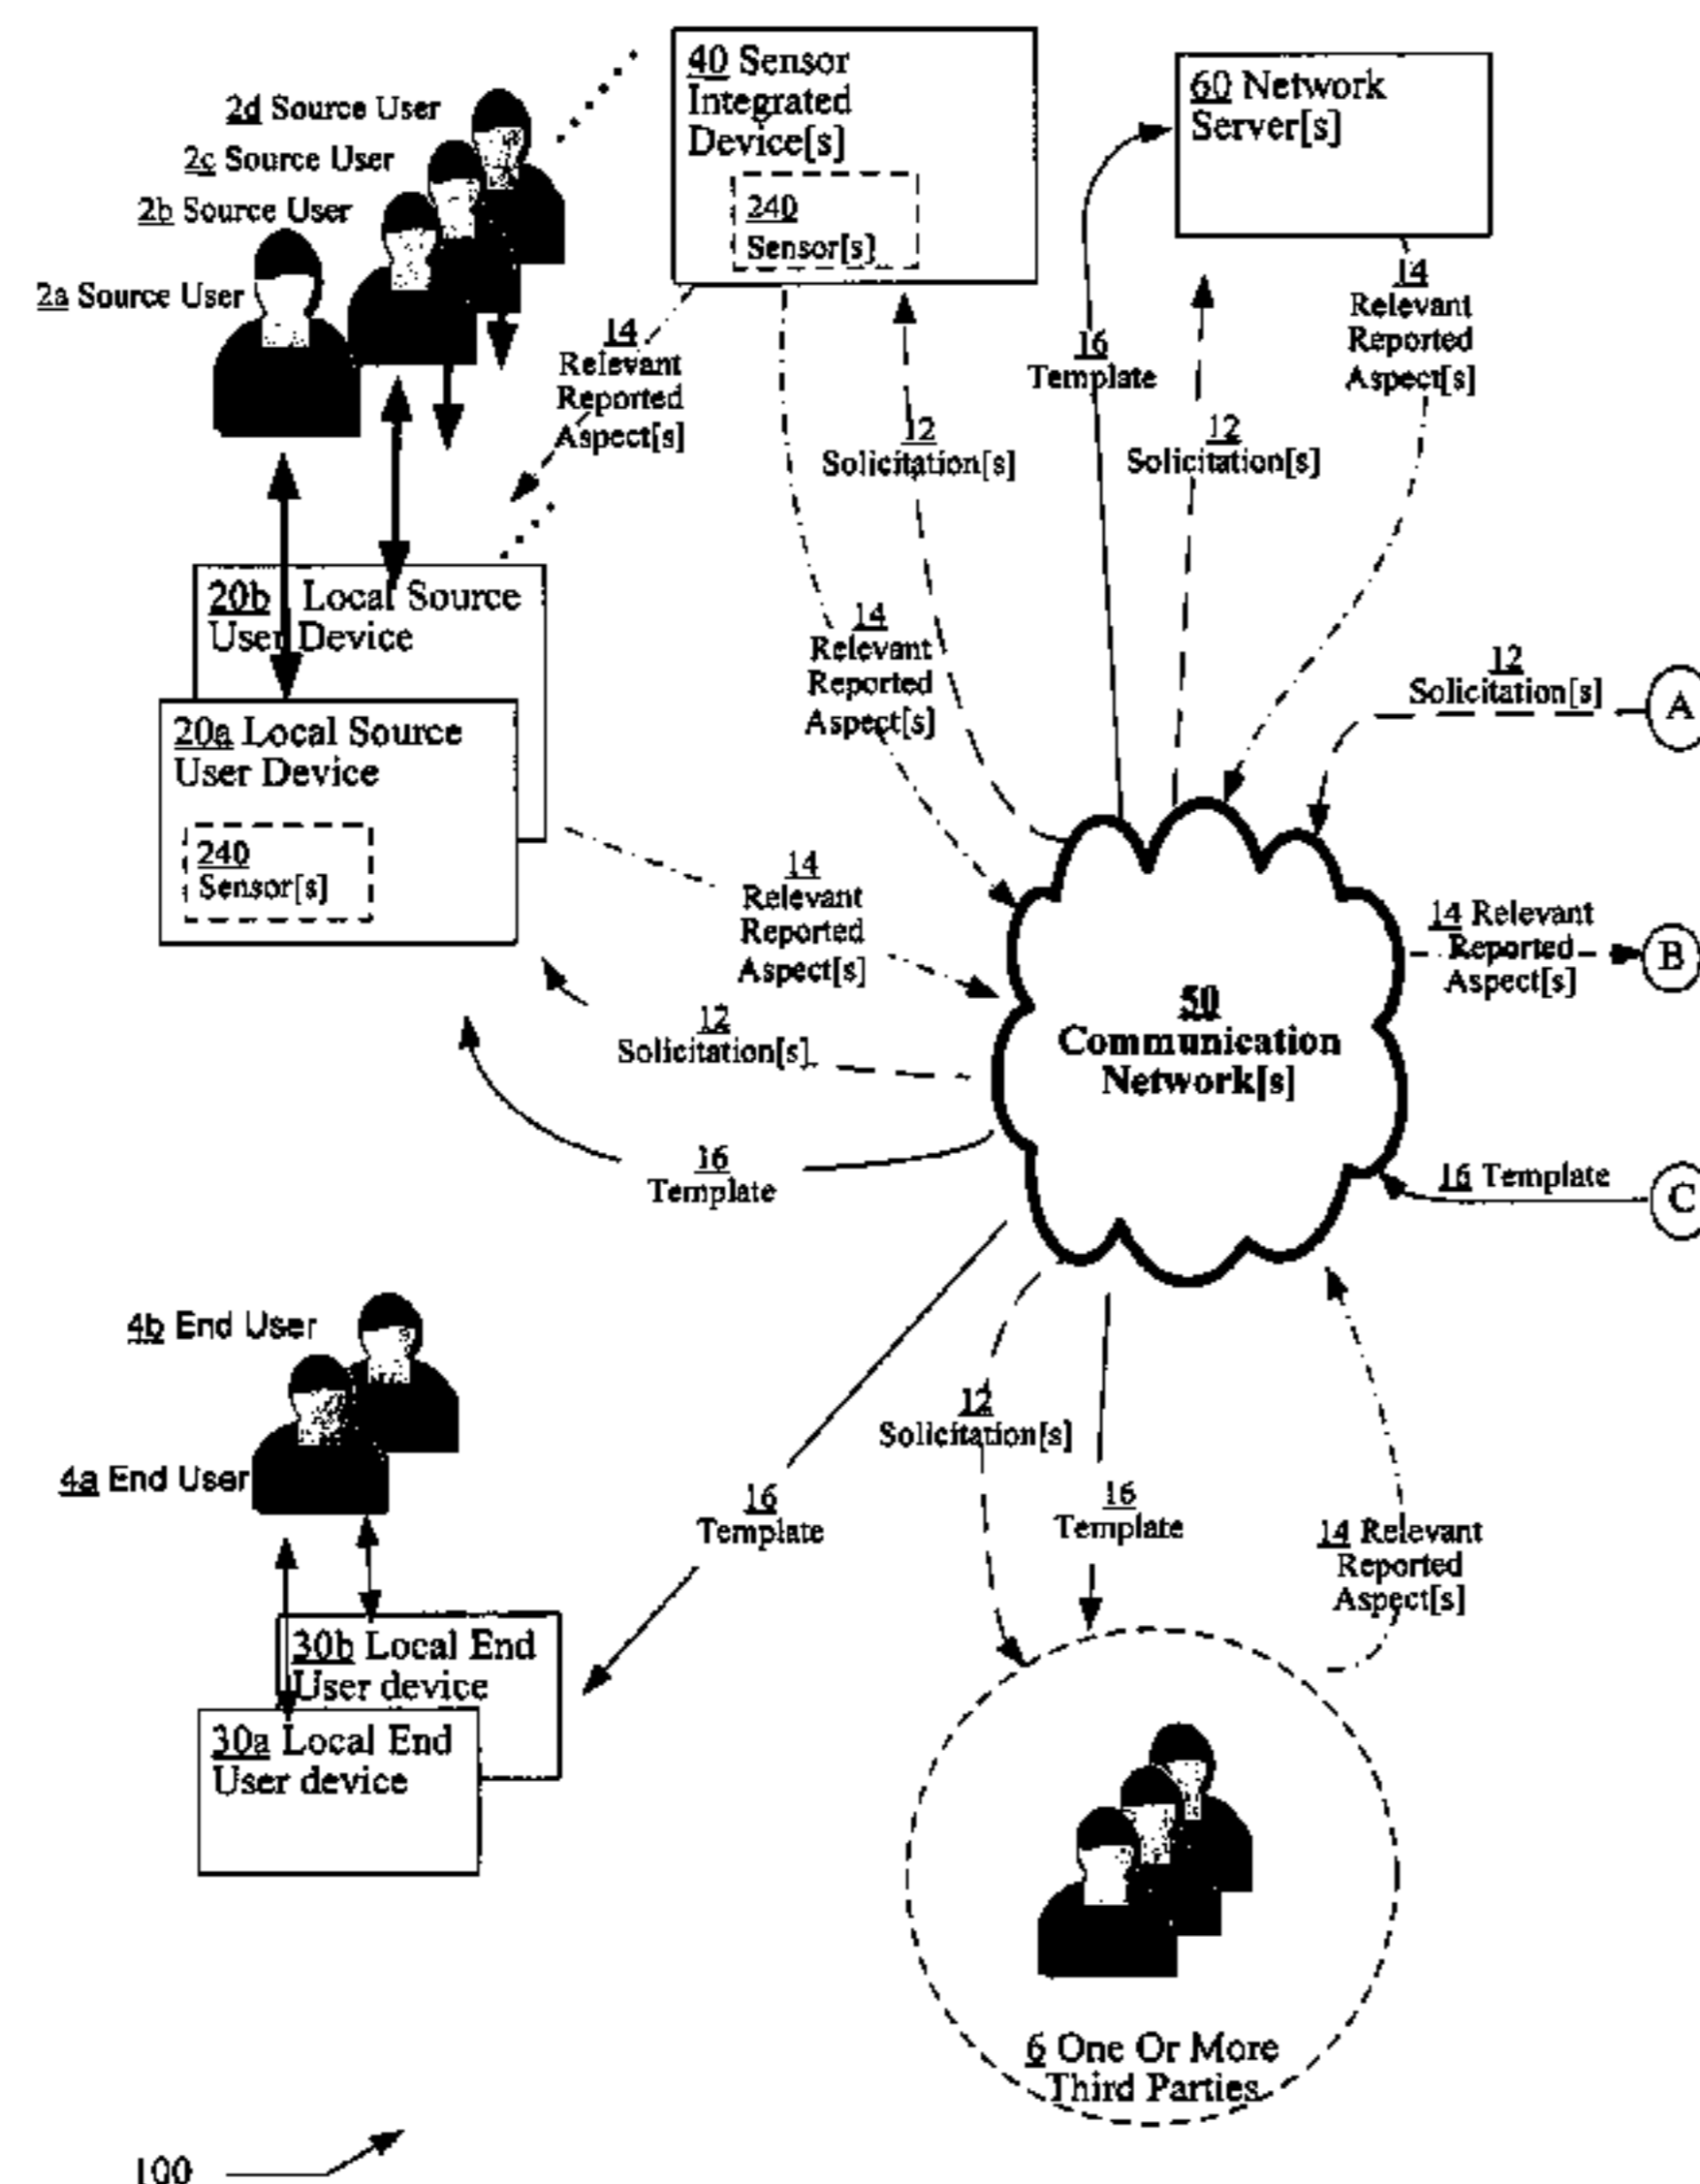 2d Source User
2c Source User
2b Source User
2a Source User
40 Sensor
Integrated
Device[s]
240
Sensor[s]
60 Network
Server[s]
14
Relevant
Reported
Aspect[s]
12
Solicitation[s]
16
Template
12
Solicitation[s]
14
Relevant
Reported
Aspect[s]
20b Local Source
User Device
20a Local Source
User Device
240
Sensor[s]
14
Relevant
Reported
Aspect[s]
12
Solicitation[s]
A
14
Relevant
Reported
Aspect[s]
14 Relevant
Reported
Aspect[s]
B
12
Solicitation[s]
50
Communication
Network[s]
16
Template
16 Template
C
4b End User
4a End User
30b Local End
User device
30a Local End
User device
16
Template
12
Solicitation[s]
16
Template
14 Relevant
Reported
Aspect[s]
6 One Or More
Third Parties
100